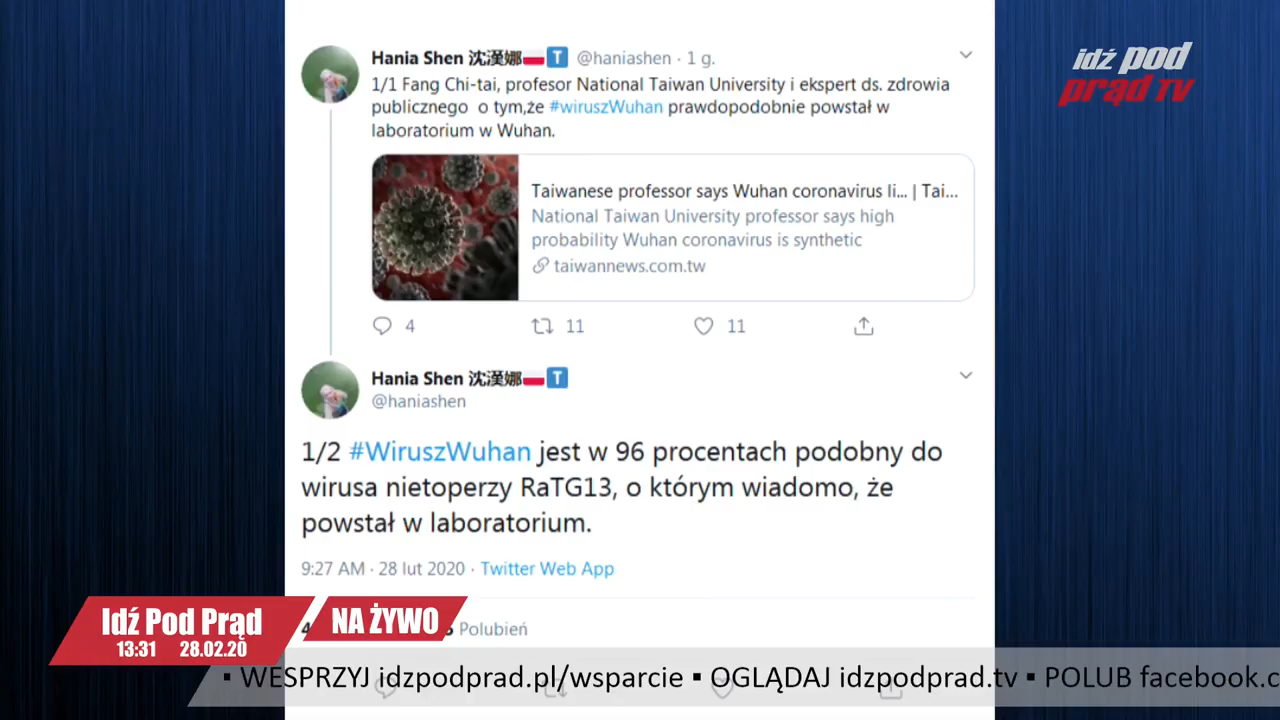 Hania Shen 沈漢娜 T @haniashen · 1 g.
1/1 Fang Chi-tai, profesor National Taiwan University i ekspert ds. zdrowia
publicznego o tym,że #wiruszWuhan prawdopodobnie powstał w
laboratorium w Wuhan.
Taiwanese professor says Wuhan coronavirus li... | Tai...
National Taiwan University professor says high
probability Wuhan coronavirus is synthetic
taiwannews.com.tw
4 11 11
Hania Shen 沈漢娜 T
@haniashen
1/2 #WiruszWuhan jest w 96 procentach podobny do
wirusa nietoperzy RaTG13, o którym wiadomo, że
powstał w laboratorium.
9:27 AM · 28 lut 2020 · Twitter Web App
Polubień
idź pod
prąd TV
Idź Pod Prąd
NA ŻYWO
13:31 28.02.20
▪ WESPRZYJ idzpodprad.pl/wsparcie ▪ OGLĄDAJ idzpodprad.tv ▪ POLUB facebook.c